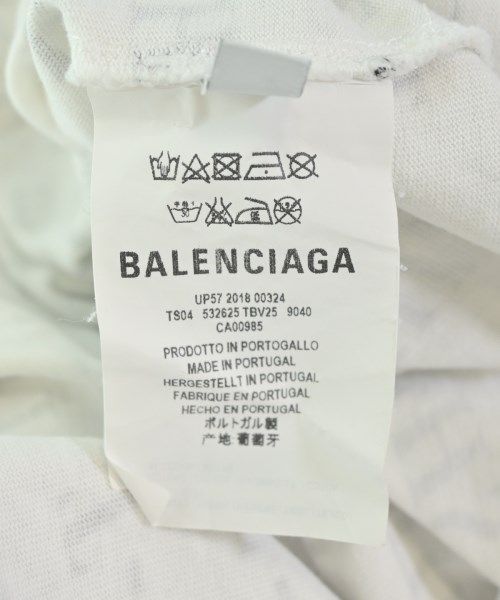 BALENCIAGA
UP57 2018 00324
TS04 532625 TBV25 9040
CA00985
PRODOTTO IN PORTOGALLO
MADE IN PORTUGAL
HERGESTELLT IN PORTUGAL
FABRIQUE EN PORTUGAL
HECHO EN PORTUGAL
ポルトガル製
产地:葡萄牙